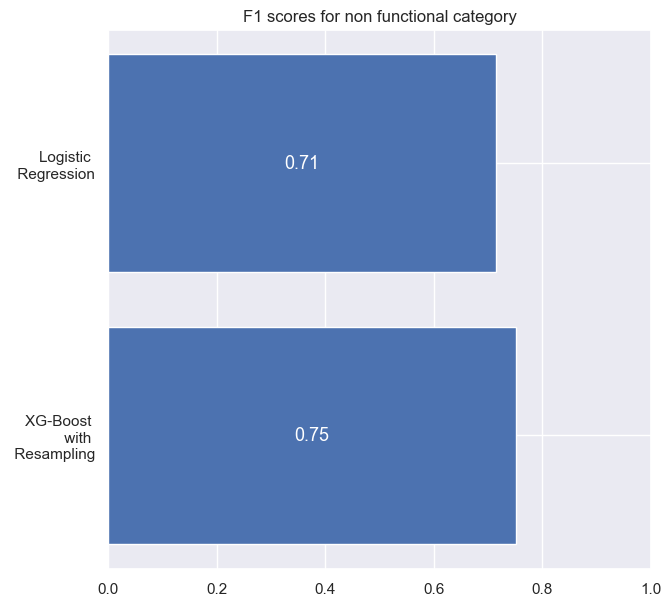 F1 scores for non functional category
Logistic
Regression
0.71
XG-Boost
with
Resampling
0.75
0.0 0.2 0.4 0.6 0.8 1.0